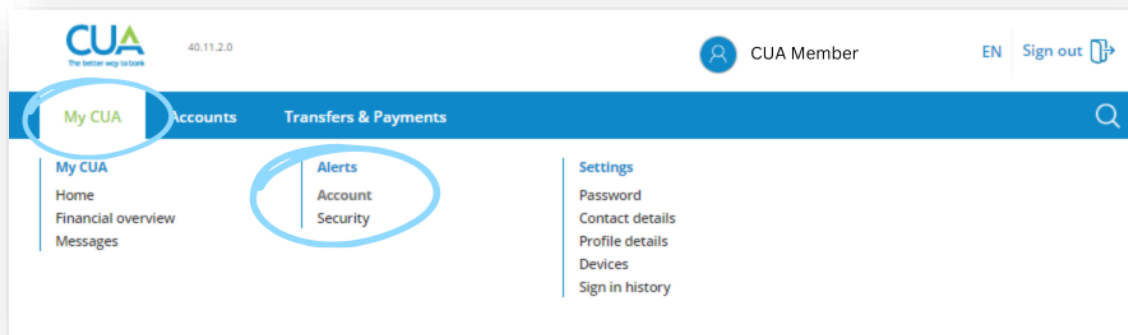 CUA
The better way to bank
40.11.2.0
CUA Member
EN
Sign out
My CUA
Accounts
Transfers & Payments
My CUA
Home
Financial overview
Messages
Alerts
Account
Security
Settings
Password
Contact details
Profile details
Devices
Sign in history